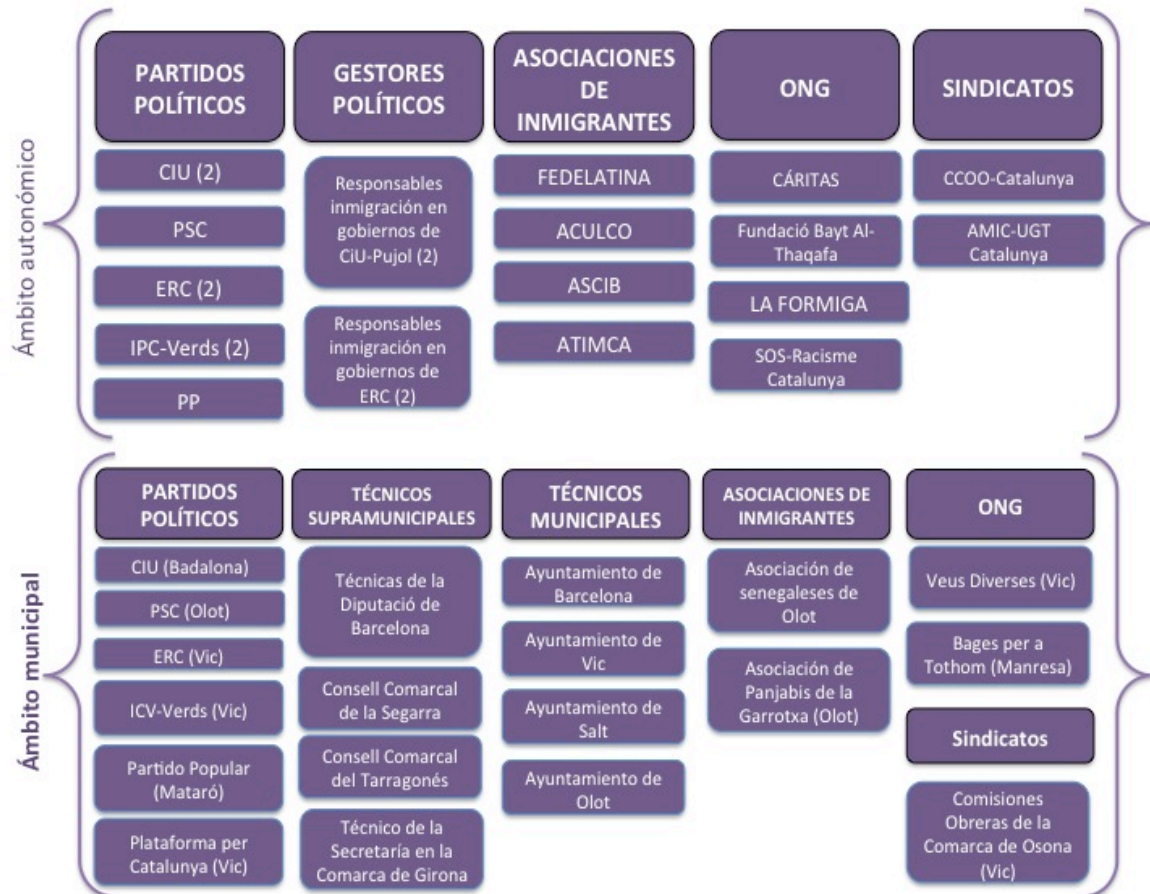 Ámbito autonómico
PARTIDOS
POLÍTICOS
CIU (2)
PSC
ERC (2)
IPC-Verds (2)
PP
GESTORES
POLÍTICOS
Responsables
inmigración en
gobiernos de
CiU-Pujol (2)
Responsables
inmigración en
gobiernos de
ERC (2)
ASOCIACIONES
DE
INMIGRANTES
FEDELATINA
ACULCO
ASCIB
ATIMCA
ONG
CÁRITAS
Fundació Bayt Al-
Thaqafa
LA FORMIGA
SOS-Racisme
Catalunya
SINDICATOS
CCOO-Catalunya
AMIC-UGT
Catalunya
Ámbito municipal
PARTIDOS
POLÍTICOS
CIU (Badalona)
PSC (Olot)
ERC (Vic)
ICV-Verds (Vic)
Partido Popular
(Mataró)
Plataforma per
Catalunya (Vic)
TÉCNICOS
SUPRAMUNICIPALES
Técnicas de la
Diputació de
Barcelona
Consell Comarcal
de la Segarra
Consell Comarcal
del Tarragonés
Técnico de la
Secretaría en la
Comarca de Girona
TÉCNICOS
MUNICIPALES
Ayuntamiento de
Barcelona
Ayuntamiento de
Vic
Ayuntamiento de
Salt
Ayuntamiento de
Olot
ASOCIACIONES DE
INMIGRANTES
Asociación de
senegaleses de
Olot
Asociación de
Panjabis de la
Garrotxa (Olot)
ONG
Veus Diverses (Vic)
Bages per a
Tothom (Manresa)
Sindicatos
Comisiones
Obreras de la
Comarca de Osona
(Vic)